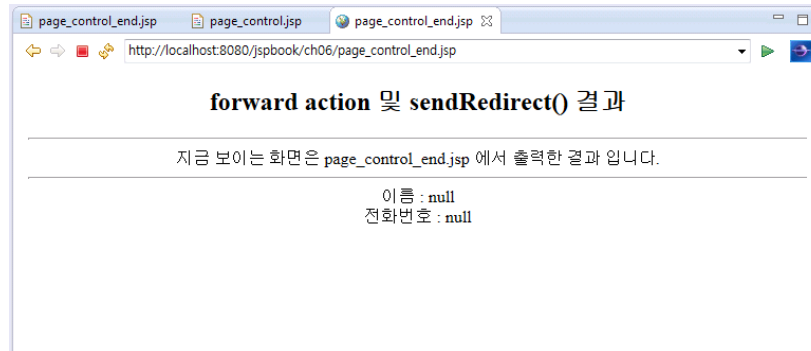 page_control_end.jsp page_control.jsp page_control_end.jsp
http://localhost:8080/jspbook/ch06/page_control_end.jsp
forward action 및 sendRedirect() 결과
지금 보이는 화면은 page_control_end.jsp 에서 출력한 결과 입니다.
이름 : null
전화번호 : null